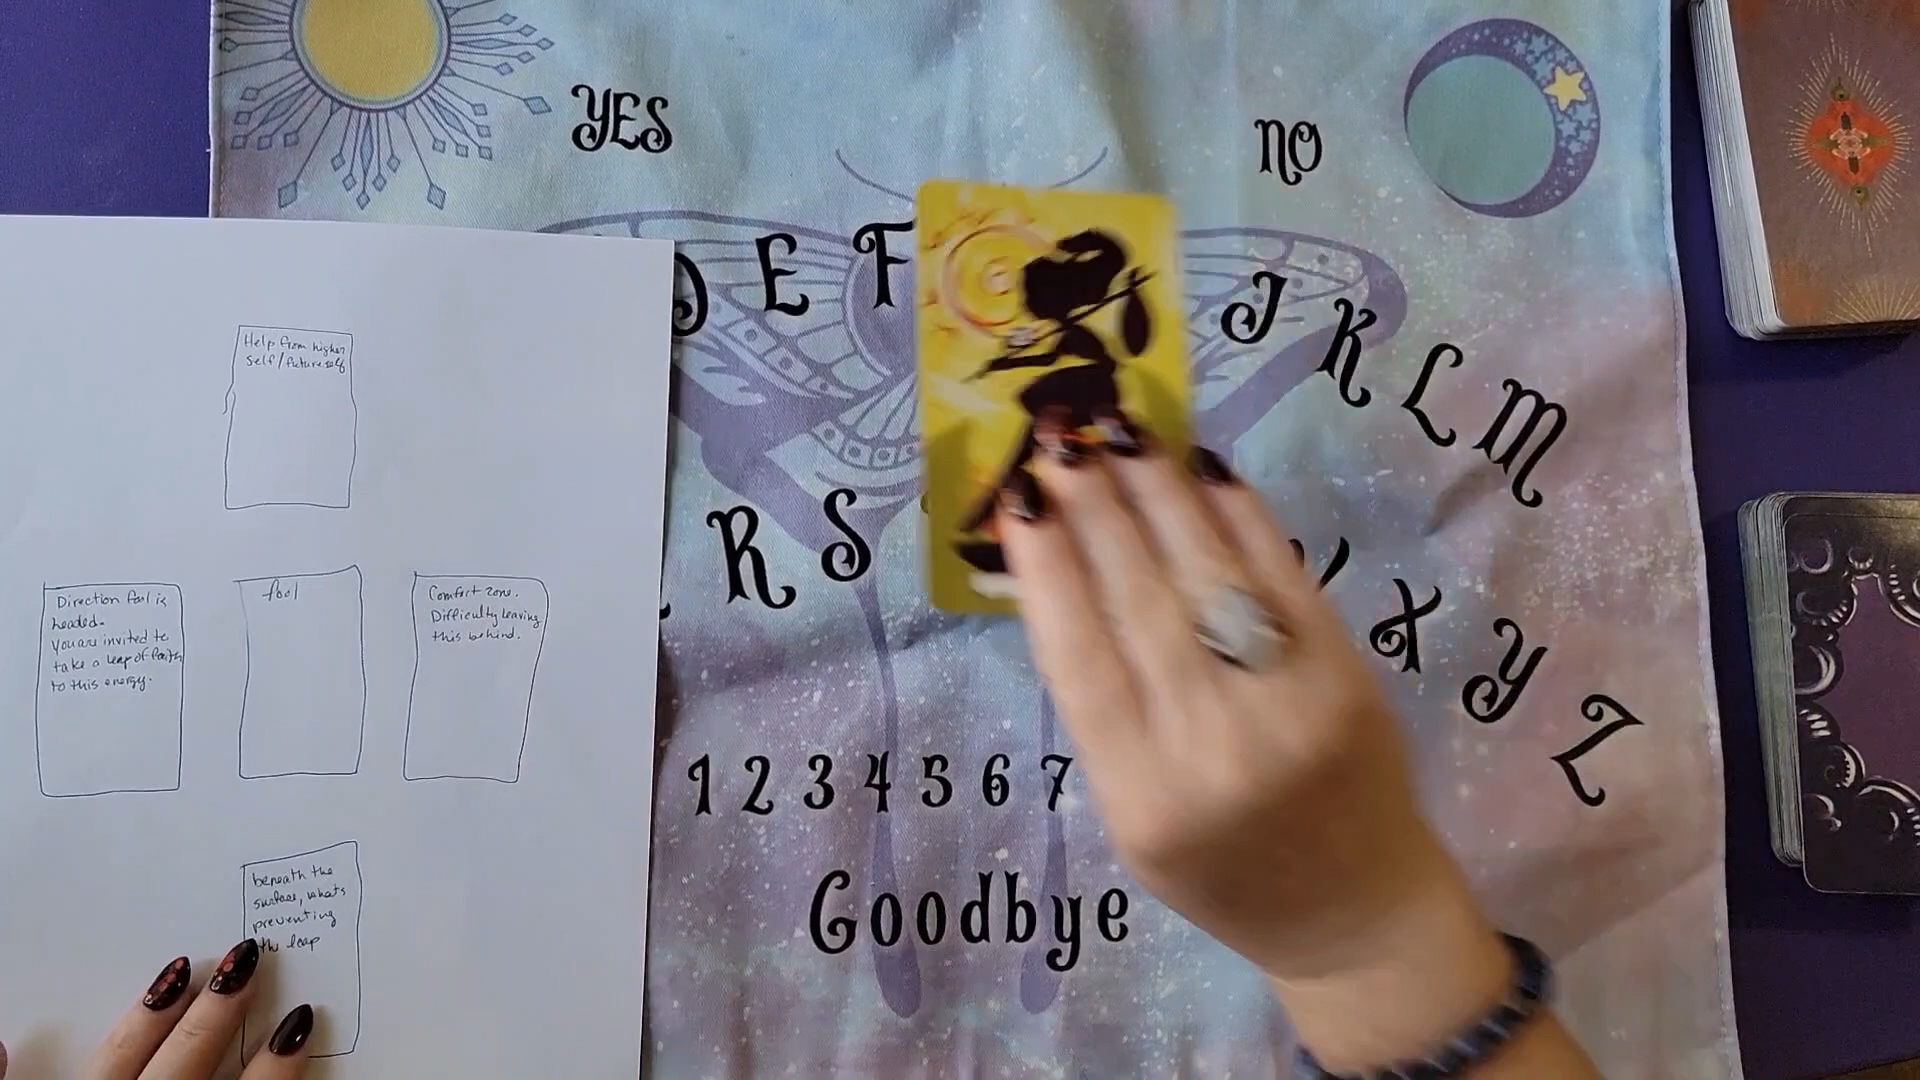 YES
NO
D E F
J K L M
R S
X Y Z
1 2 3 4 5 6 7
Goodbye
Help from higher
self/future self
Direction fool is
headed.
You are invited to
take a leap of faith
to this energy.
fool
Comfort zone.
Difficulty leaving
this behind.
beneath the
surface, whats
preventing
the leap